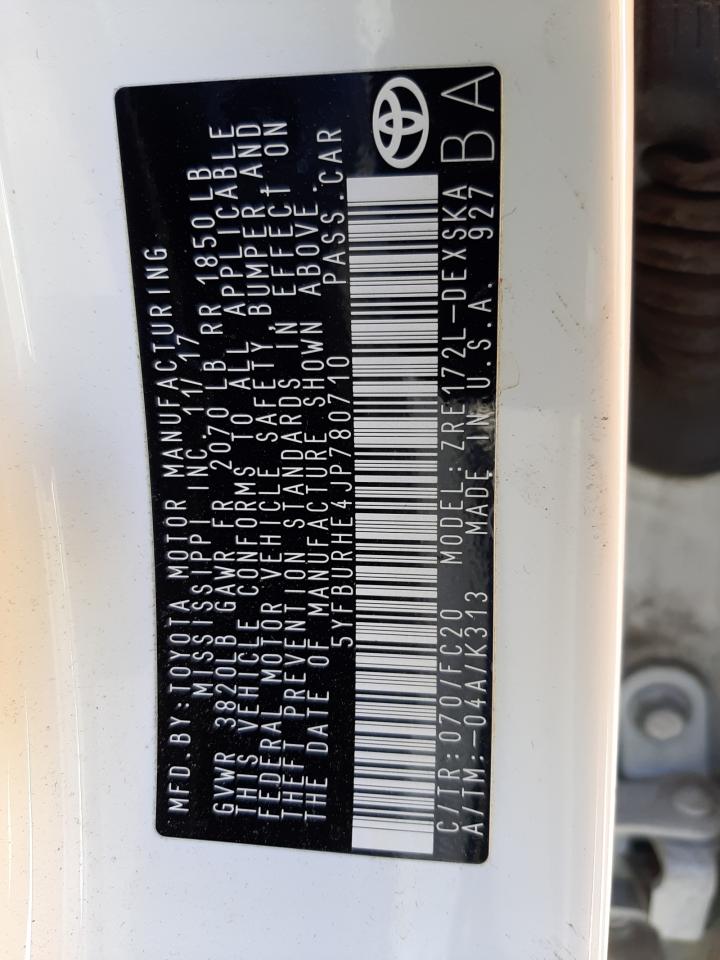 MFD.BY:TOYOTA MOTOR MANUFACTURING
MISSISSIPPI INC. 11/17
GVWR 3820LB GAWR FR 2070 LB RR 1850LB
THIS VEHICLE CONFORMS TO ALL APPLICABLE
FEDERAL MOTOR VEHICLE SAFETY, BUMPER AND
THEFT PREVENTION STANDARDS IN EFFECT ON
THE DATE OF MANUFACTURE SHOWN ABOVE.
5YFBURHE4JP780710 PASS.CAR
C/TR:070/FC20 MODEL:ZRE172L-DEXSKA
A/TM:-04A/K313 MADE IN U.S.A. 927
BA